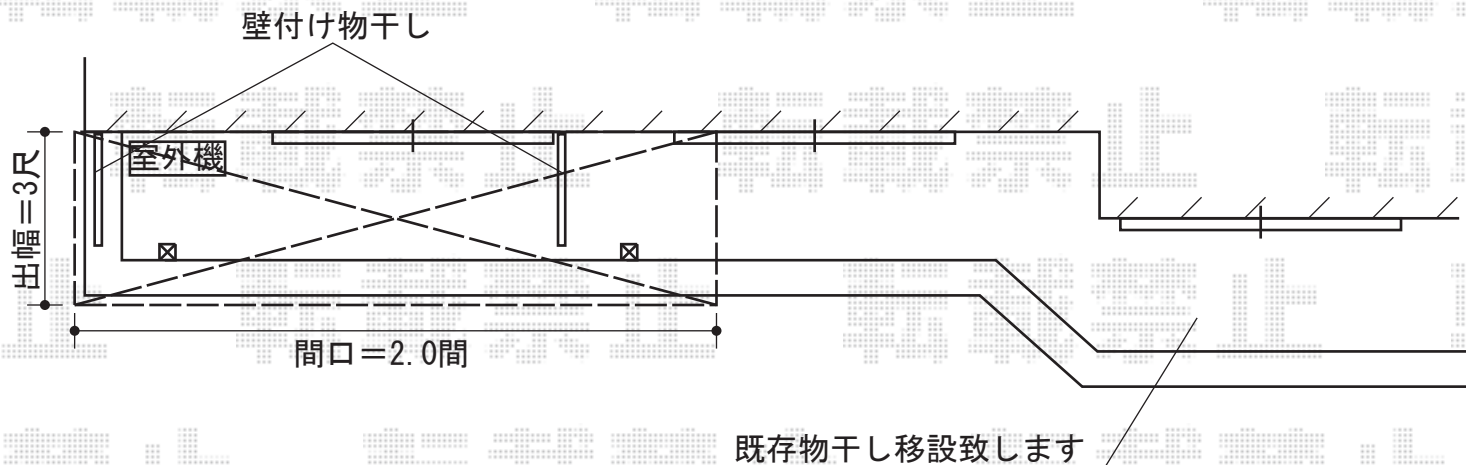 壁付け物干し
室外機
出幅＝3尺
間口＝2.0間
既存物干し移設致します